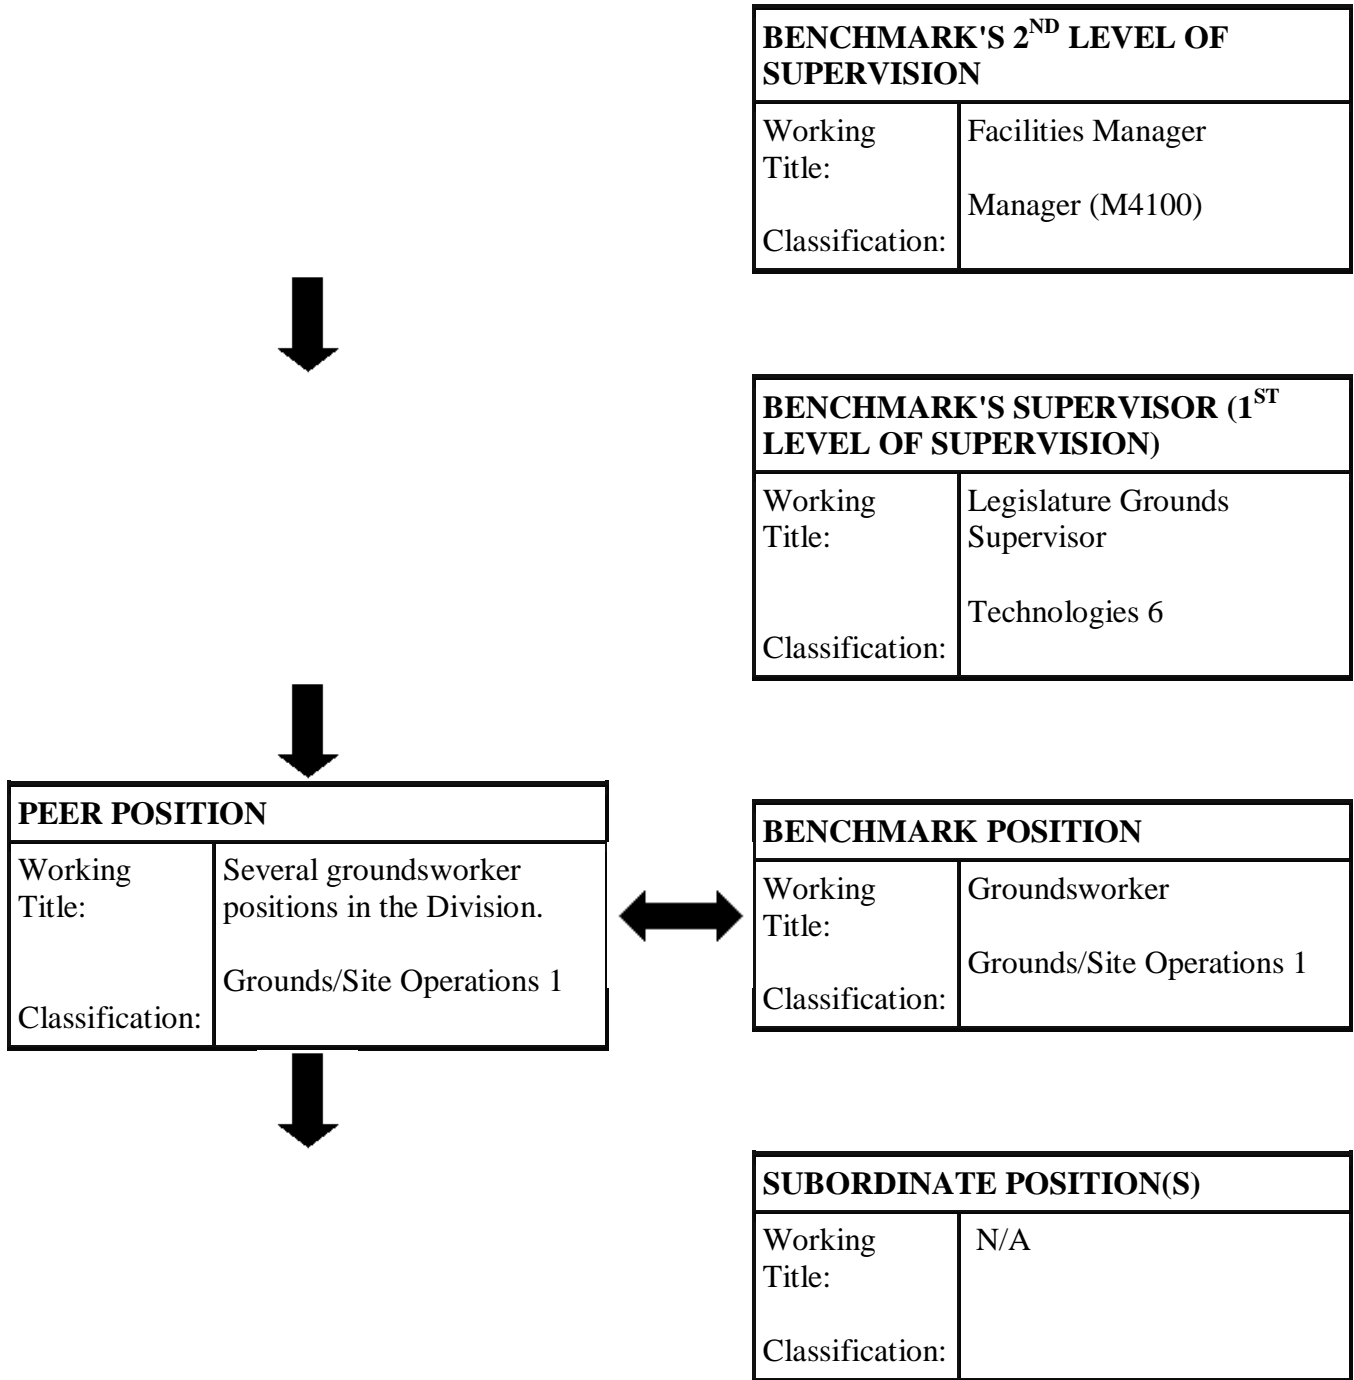 BENCHMARK'S 2ND LEVEL OF
SUPERVISION
Working
Title:
Classification:
Facilities Manager
Manager (M4100)
BENCHMARK'S SUPERVISOR (1ST
LEVEL OF SUPERVISION)
Working
Title:
Classification:
Legislature Grounds
Supervisor
Technologies 6
PEER POSITION
Working
Title:
Classification:
Several groundsworker
positions in the Division.
Grounds/Site Operations 1
BENCHMARK POSITION
Working
Title:
Classification:
Groundsworker
Grounds/Site Operations 1
SUBORDINATE POSITION(S)
Working
Title:
Classification:
N/A